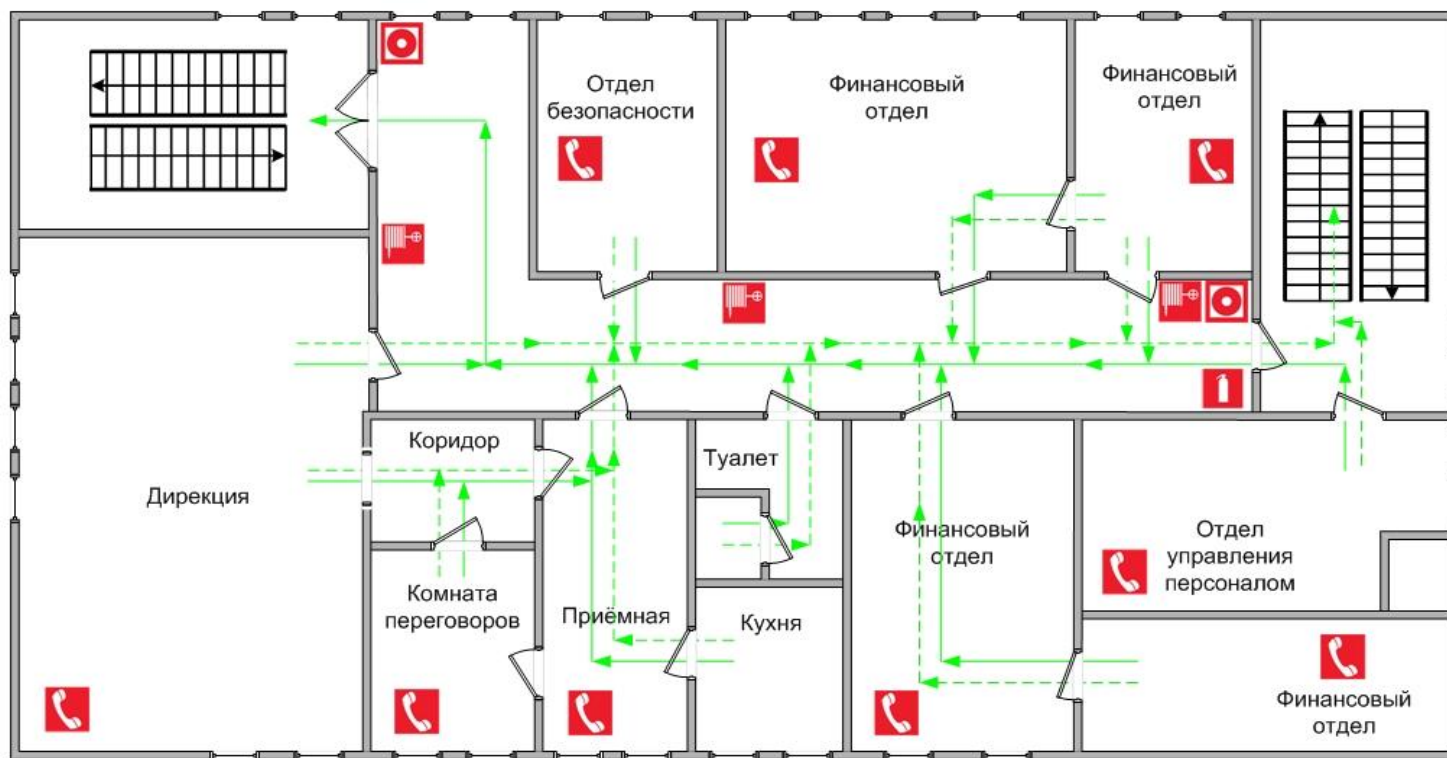 Отдел
безопасности
Финансовый
отдел
Финансовый
отдел
Коридор
Дирекция
Туалет
Комната
переговоров
Приёмная
Кухня
Финансовый
отдел
Отдел
управления
персоналом
Финансовый
отдел